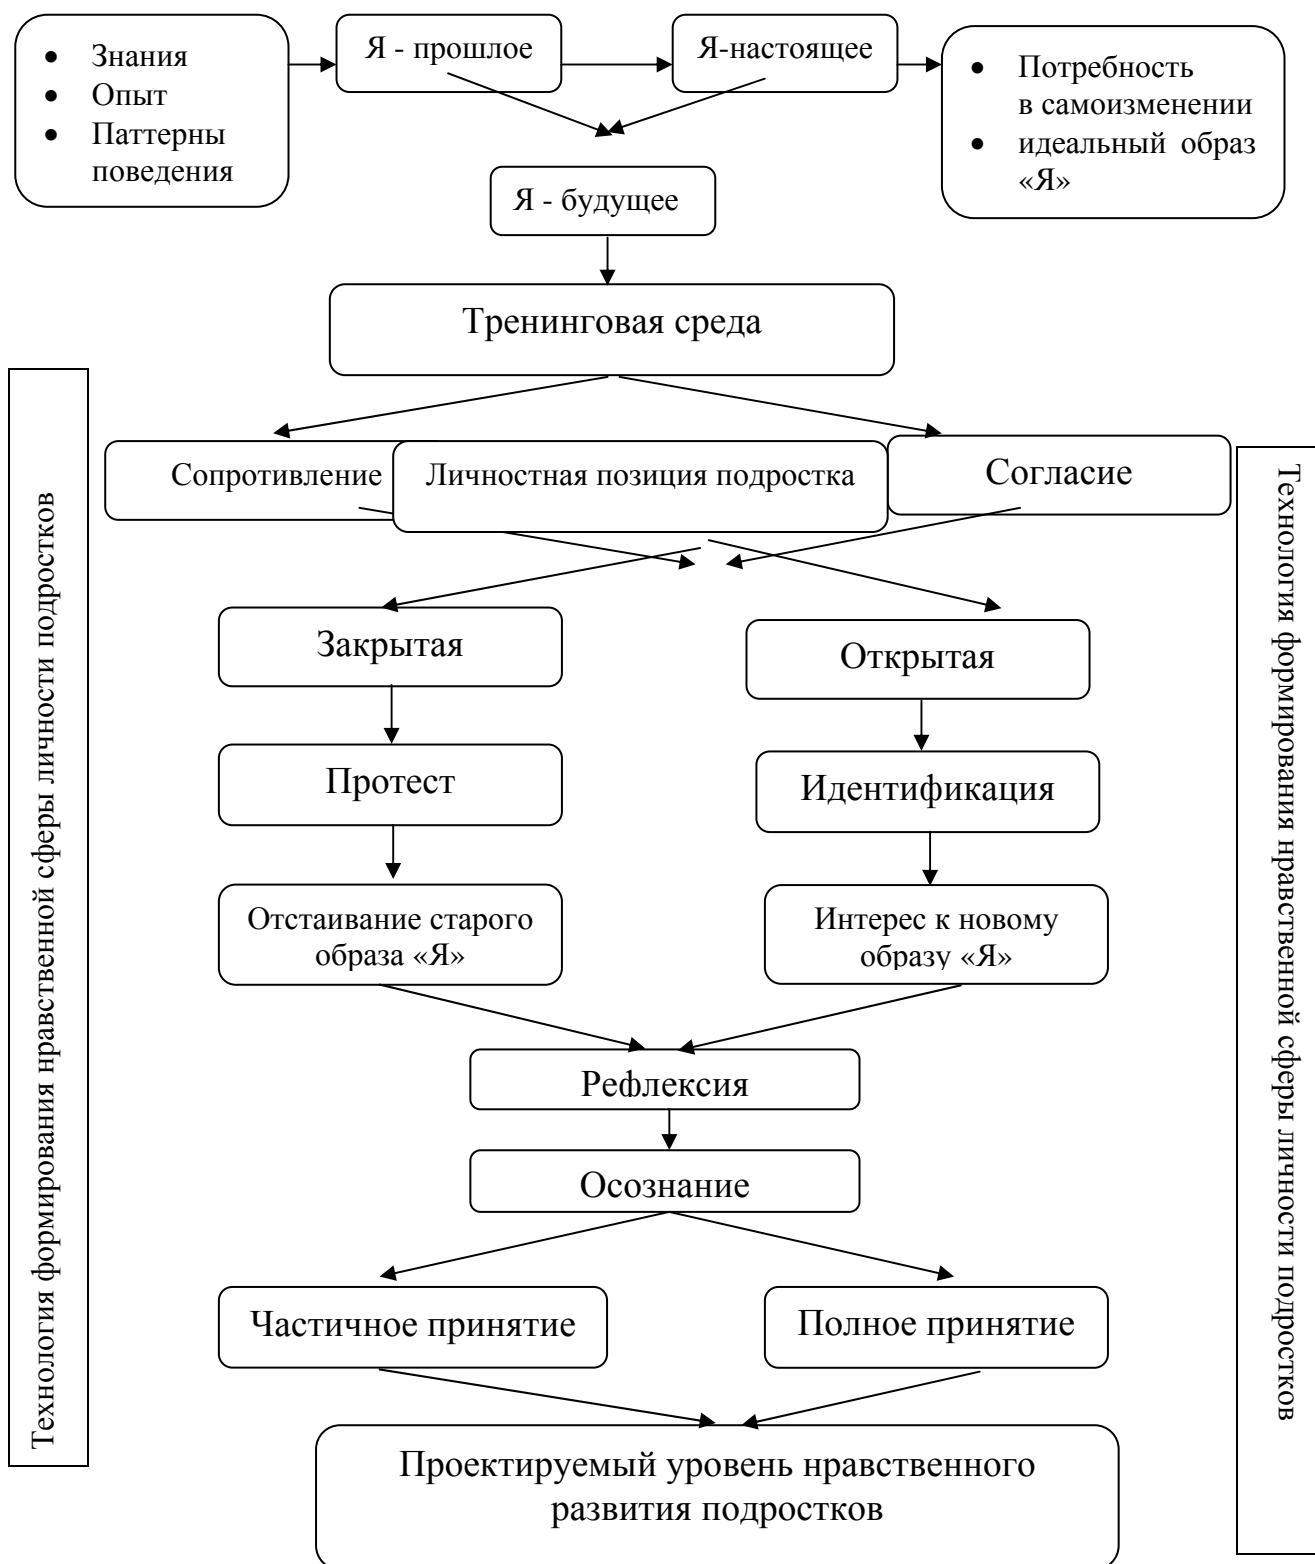 • Знания
• Опыт
• Паттерны
поведения
Я - прошлое
Я-настоящее
• Потребность
в самоизменении
• идеальный образ
«Я»
Я - будущее
Тренинговая среда
Технология формирования нравственной сферы личности подростков
Сопротивление
Личностная позиция подростка
Согласие
Технология формирования нравственной сферы личности подростков
Закрытая
Открытая
Протест
Идентификация
Отстаивание старого
образа «Я»
Интерес к новому
образу «Я»
Рефлексия
Осознание
Частичное принятие
Полное принятие
Проектируемый уровень нравственного
развития подростков